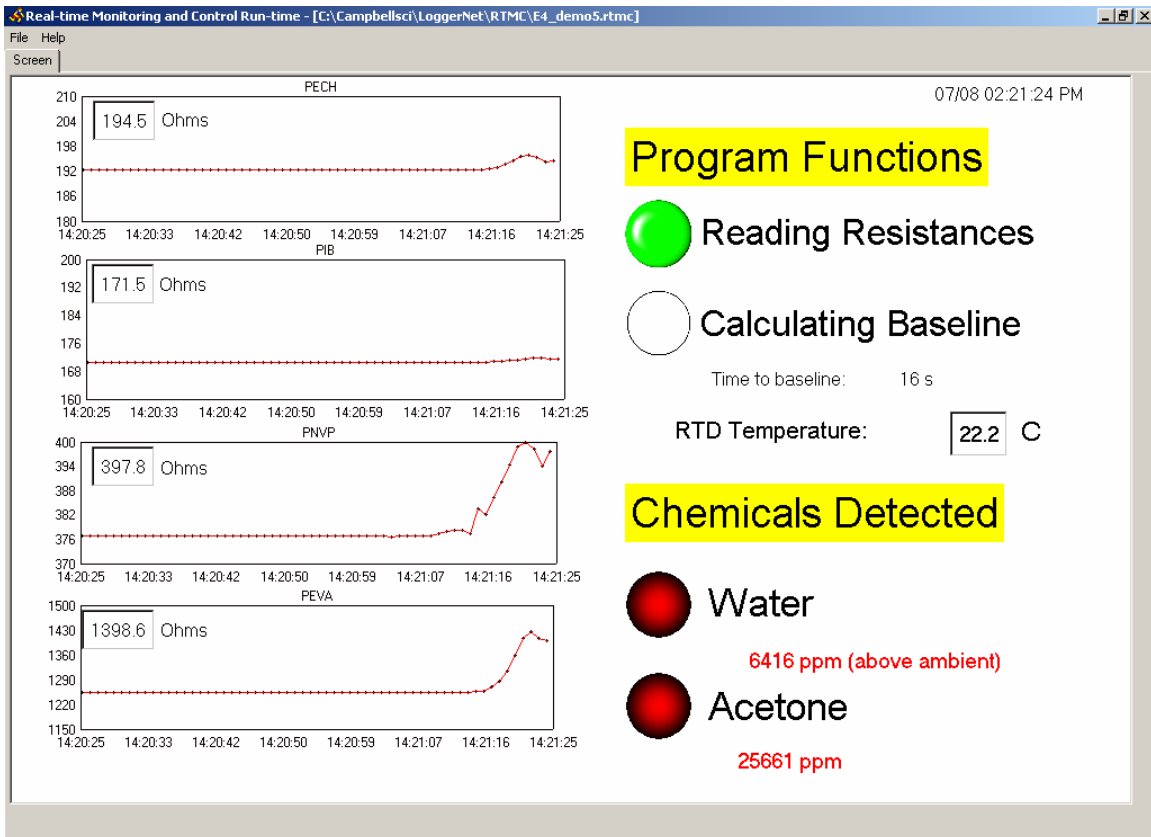 Real-time Monitoring and Control Run-time - [C:\Campbellsci\LoggerNet\RTMC\E4_demo5.rtmc]
File Help
Screen
PECH
210
204
198
192
186
180
194.5 Ohms
14:20:25 14:20:33 14:20:42 14:20:50 14:20:59 14:21:07 14:21:16 14:21:25
PIB
200
192
184
176
168
160
171.5 Ohms
14:20:25 14:20:33 14:20:42 14:20:50 14:20:59 14:21:07 14:21:16 14:21:25
PNVP
400
394
388
382
376
370
397.8 Ohms
14:20:25 14:20:33 14:20:42 14:20:50 14:20:59 14:21:07 14:21:16 14:21:25
PEVA
1500
1430
1360
1290
1220
1150
1398.6 Ohms
14:20:25 14:20:33 14:20:42 14:20:50 14:20:59 14:21:07 14:21:16 14:21:25
07/08 02:21:24 PM
Program Functions
Reading Resistances
Calculating Baseline
Time to baseline: 16 s
RTD Temperature: 22.2 C
Chemicals Detected
Water
6416 ppm (above ambient)
Acetone
25661 ppm